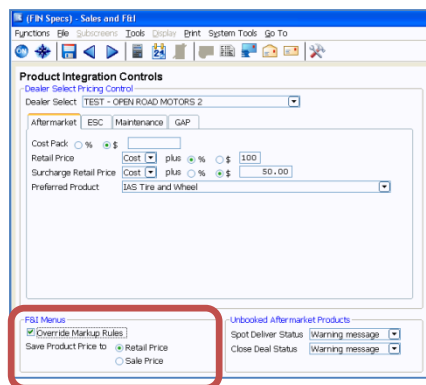 (FIN Specs) - Sales and F&I
Functions File Subscreens Tools Display Print System Tools Go To
Product Integration Controls
Dealer Select Pricing Control
Dealer Select TEST - OPEN ROAD MOTORS 2
Aftermarket ESC Maintenance GAP
Cost Pack % $
Retail Price Cost plus % $ 100
Surcharge Retail Price Cost plus % $ 50.00
Preferred Product IAS Tire and Wheel
F&I Menus
Override Markup Rules
Save Product Price to Retail Price
Sale Price
Unbooked Aftermarket Products
Spot Deliver Status Warning message
Close Deal Status Warning message